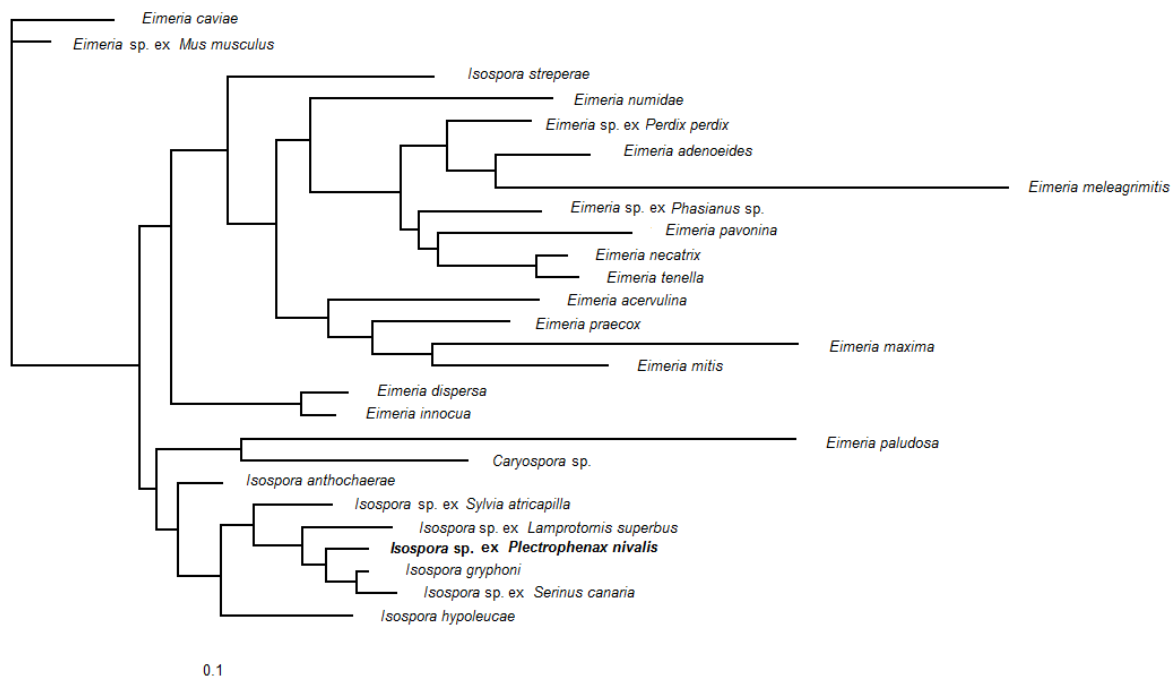 Eimeria caviae
Eimeria sp. ex Mus musculus
Isospora streperae
Eimeria numidae
Eimeria sp. ex Perdix perdix
Eimeria adenoeides
Eimeria meleagrimitis
Eimeria sp. ex Phasianus sp.
Eimeria pavonina
Eimeria necatrix
Eimeria tenella
Eimeria acervulina
Eimeria praecox
Eimeria maxima
Eimeria mitis
Eimeria dispersa
Eimeria innocua
Eimeria paludosa
Caryospora sp.
Isospora anthochaerae
Isospora sp. ex Sylvia atricapilla
Isospora sp. ex Lamprotornis superbus
Isospora sp. ex Plectrophenax nivalis
Isospora gryphoni
Isospora sp. ex Serinus canaria
Isospora hypoleucae
0.1